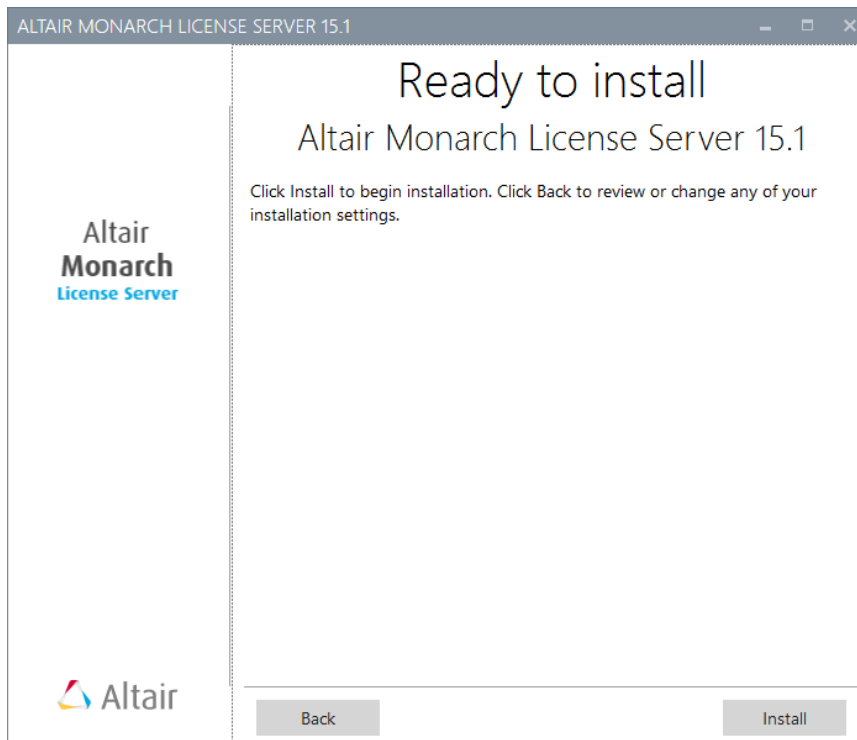 ALTAIR MONARCH LICENSE SERVER 15.1
Ready to install
Altair Monarch License Server 15.1
Click Install to begin installation. Click Back to review or change any of your
installation settings.
Altair
Monarch
License Server
Altair
Back
Install